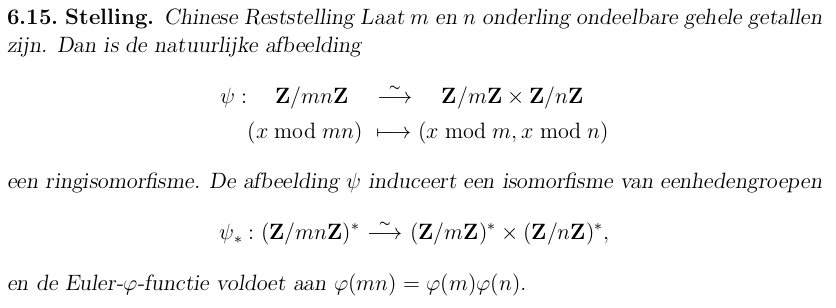 6.15. Stelling. Chinese Reststelling Laat m en n onderling ondeelbare gehele getallen
zijn. Dan is de natuurlijke afbeelding
ψ : Z/mnZ ⟶̃ Z/mZ × Z/nZ
(x mod mn) ⟼ (x mod m, x mod n)
een ringisomorfisme. De afbeelding ψ induceert een isomorfisme van eenhedengroepen
ψ∗ : (Z/mnZ)* ⟶̃ (Z/mZ)* × (Z/nZ)*,
en de Euler-φ-functie voldoet aan φ(mn) = φ(m)φ(n).